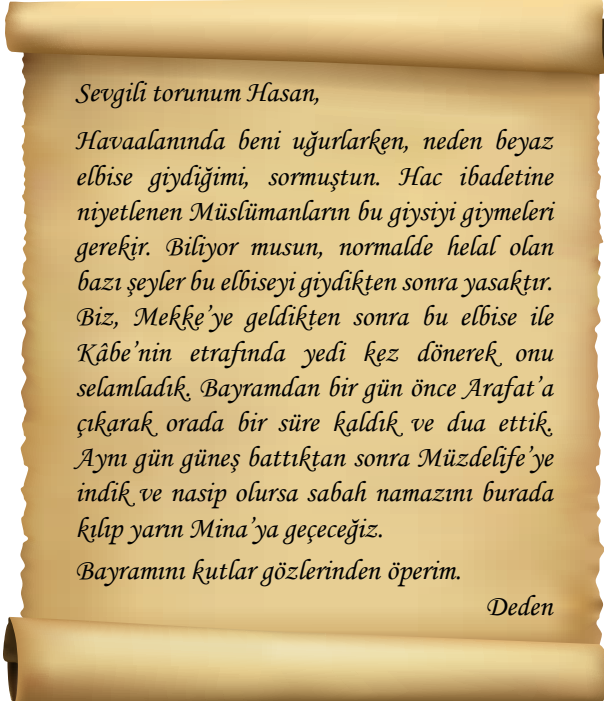 Sevgili torunum Hasan,
Havaalanında beni uğurlarken, neden beyaz
elbise giydiğimi, sormuştun. Hac ibadetine
niyetlenen Müslümanların bu giysiyi giymeleri
gerekir. Biliyor musun, normalde helal olan
bazı şeyler bu elbiseyi giydikten sonra yasaktır.
Biz, Mekke’ye geldikten sonra bu elbise ile
Kâbe’nin etrafında yedi kez dönerek onu
selamladık. Bayramdan bir gün önce Arafat’a
çıkarak orada bir süre kaldık ve dua ettik.
Aynı gün güneş battıktan sonra Müzdelife’ye
indik ve nasip olursa sabah namazını burada
kılıp yarın Mina’ya geçeceğiz.
Bayramını kutlar gözlerinden öperim.
Deden